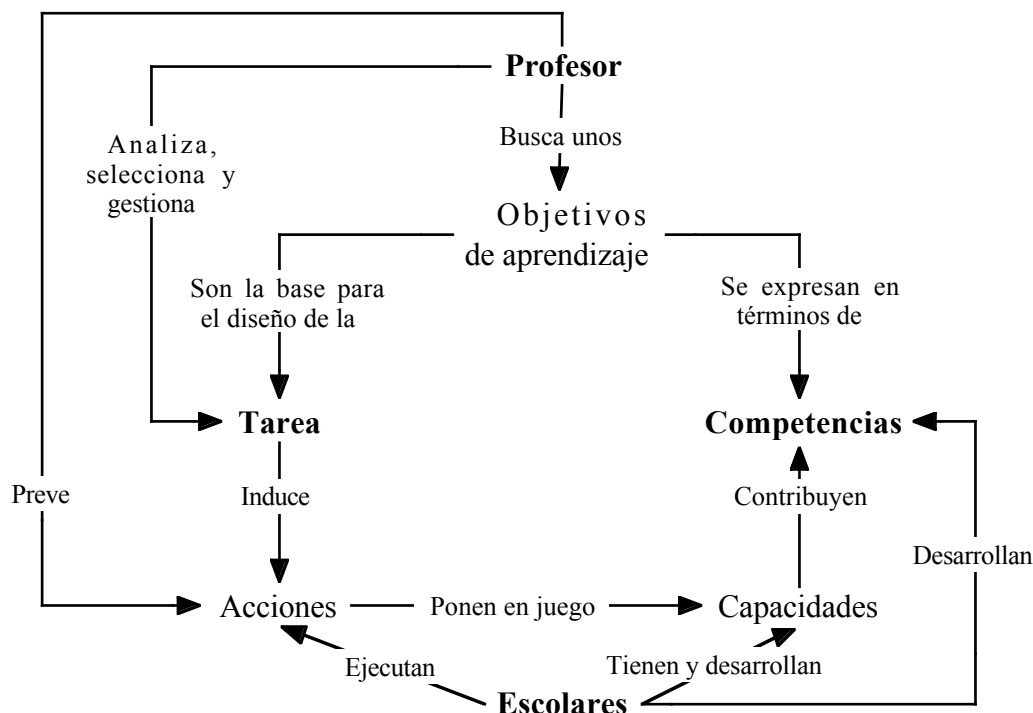 Profesor
Analiza,
selecciona y
gestiona
Busca unos
Objetivos
de aprendizaje
Son la base para
el diseño de la
Se expresan en
términos de
Tarea
Competencias
Preve
Induce
Contribuyen
Desarrollan
Acciones
Ponen en juego
Capacidades
Ejecutan
Tienen y desarrollan
Escolares